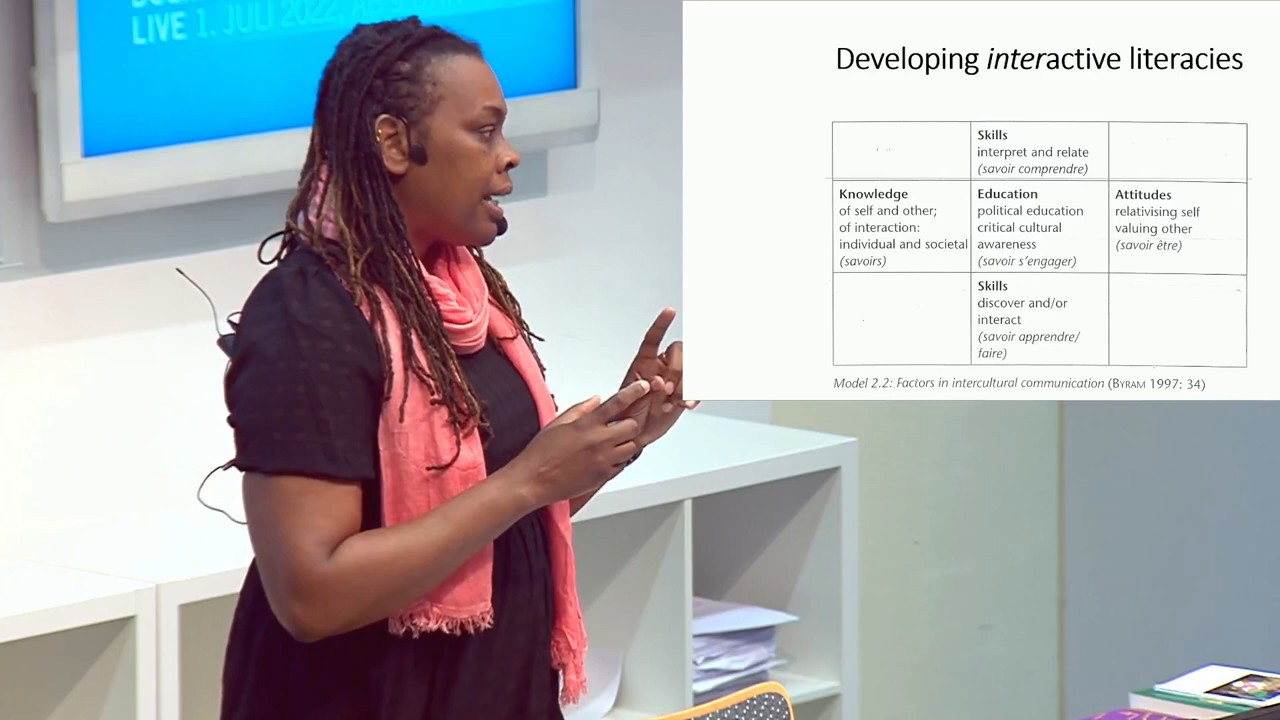 LIVE 1. JULI 2022, AB
Developing interactive literacies
Skills
interpret and relate
(savoir comprendre)
Knowledge
of self and other;
of interaction:
individual and societal
(savoirs)
Education
political education
critical cultural
awareness
(savoir s'engager)
Attitudes
relativising self
valuing other
(savoir être)
Skills
discover and/or
interact
(savoir apprendre/
faire)
Model 2.2: Factors in intercultural communication (BYRAM 1997: 34)